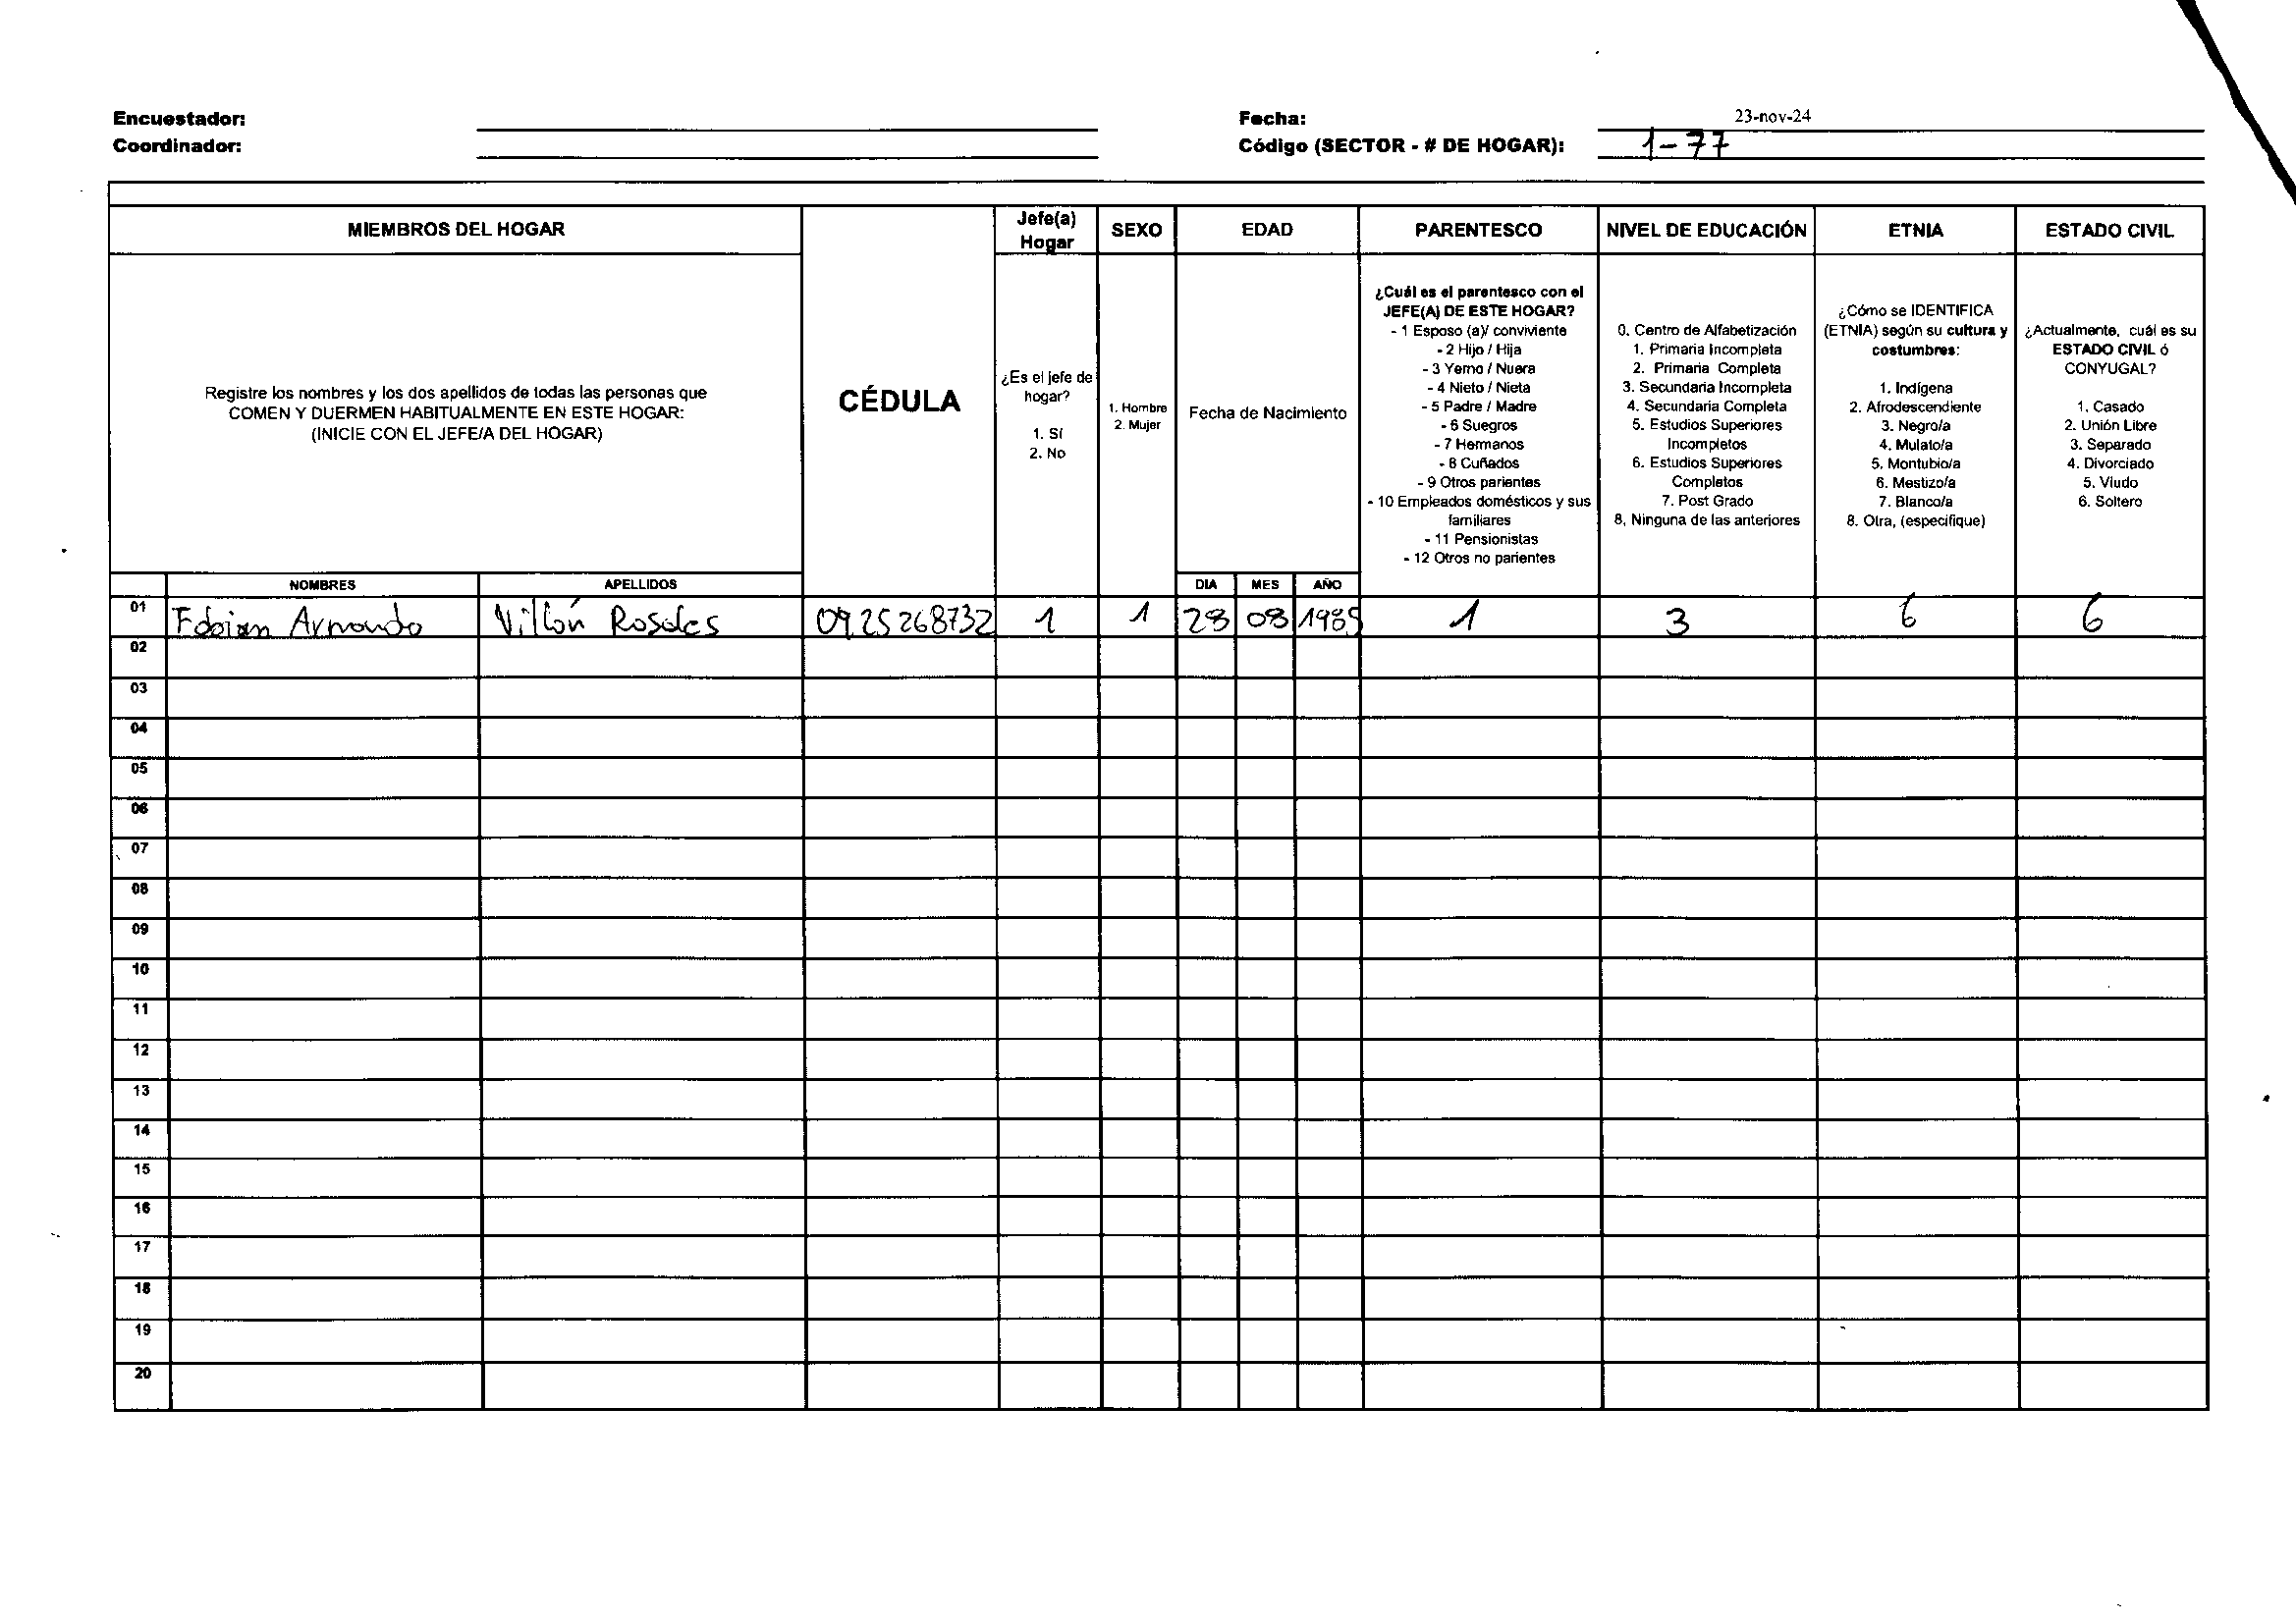 Encuestador:
Coordinador:
Fecha: 23-nov-24
Código (SECTOR - # DE HOGAR): 1-77
MIEMBROS DEL HOGAR
Registre los nombres y los dos apellidos de todas las personas que
COMEN Y DUERMEN HABITUALMENTE EN ESTE HOGAR:
(INICIE CON EL JEFE/A DEL HOGAR)
NOMBRES APELLIDOS
CÉDULA
Jefe(a)
Hogar
¿Es el jefe de
hogar?
1. Sí
2. No
SEXO
1. Hombre
2. Mujer
EDAD
Fecha de Nacimiento
DIA MES AÑO
PARENTESCO
¿Cuál es el parentesco con el
JEFE(A) DE ESTE HOGAR?
- 1 Esposo (a)/ conviviente
- 2 Hijo / Hija
- 3 Yerno / Nuera
- 4 Nieto / Nieta
- 5 Padre / Madre
- 6 Suegros
- 7 Hermanos
- 8 Cuñados
- 9 Otros parientes
- 10 Empleados domésticos y sus
familiares
- 11 Pensionistas
- 12 Otros no parientes
NIVEL DE EDUCACIÓN
0. Centro de Alfabetización
1. Primaria Incompleta
2. Primaria Completa
3. Secundaria Incompleta
4. Secundaria Completa
5. Estudios Superiores
Incompletos
6. Estudios Superiores
Completos
7. Post Grado
8. Ninguna de las anteriores
ETNIA
¿Cómo se IDENTIFICA
(ETNIA) según su cultura y
costumbres:
1. Indígena
2. Afrodescendiente
3. Negro/a
4. Mulato/a
5. Montubio/a
6. Mestizo/a
7. Blanco/a
8. Otra, (especifique)
ESTADO CIVIL
¿Actualmente, cuál es su
ESTADO CIVIL ó
CONYUGAL?
1. Casado
2. Unión Libre
3. Separado
4. Divorciado
5. Viudo
6. Soltero
01 Fabian Armando Villón Rosales 0925268732 1 1 28 08 1985 1 3 6 6
02
03
04
05
06
07
08
09
10
11
12
13
14
15
16
17
18
19
20